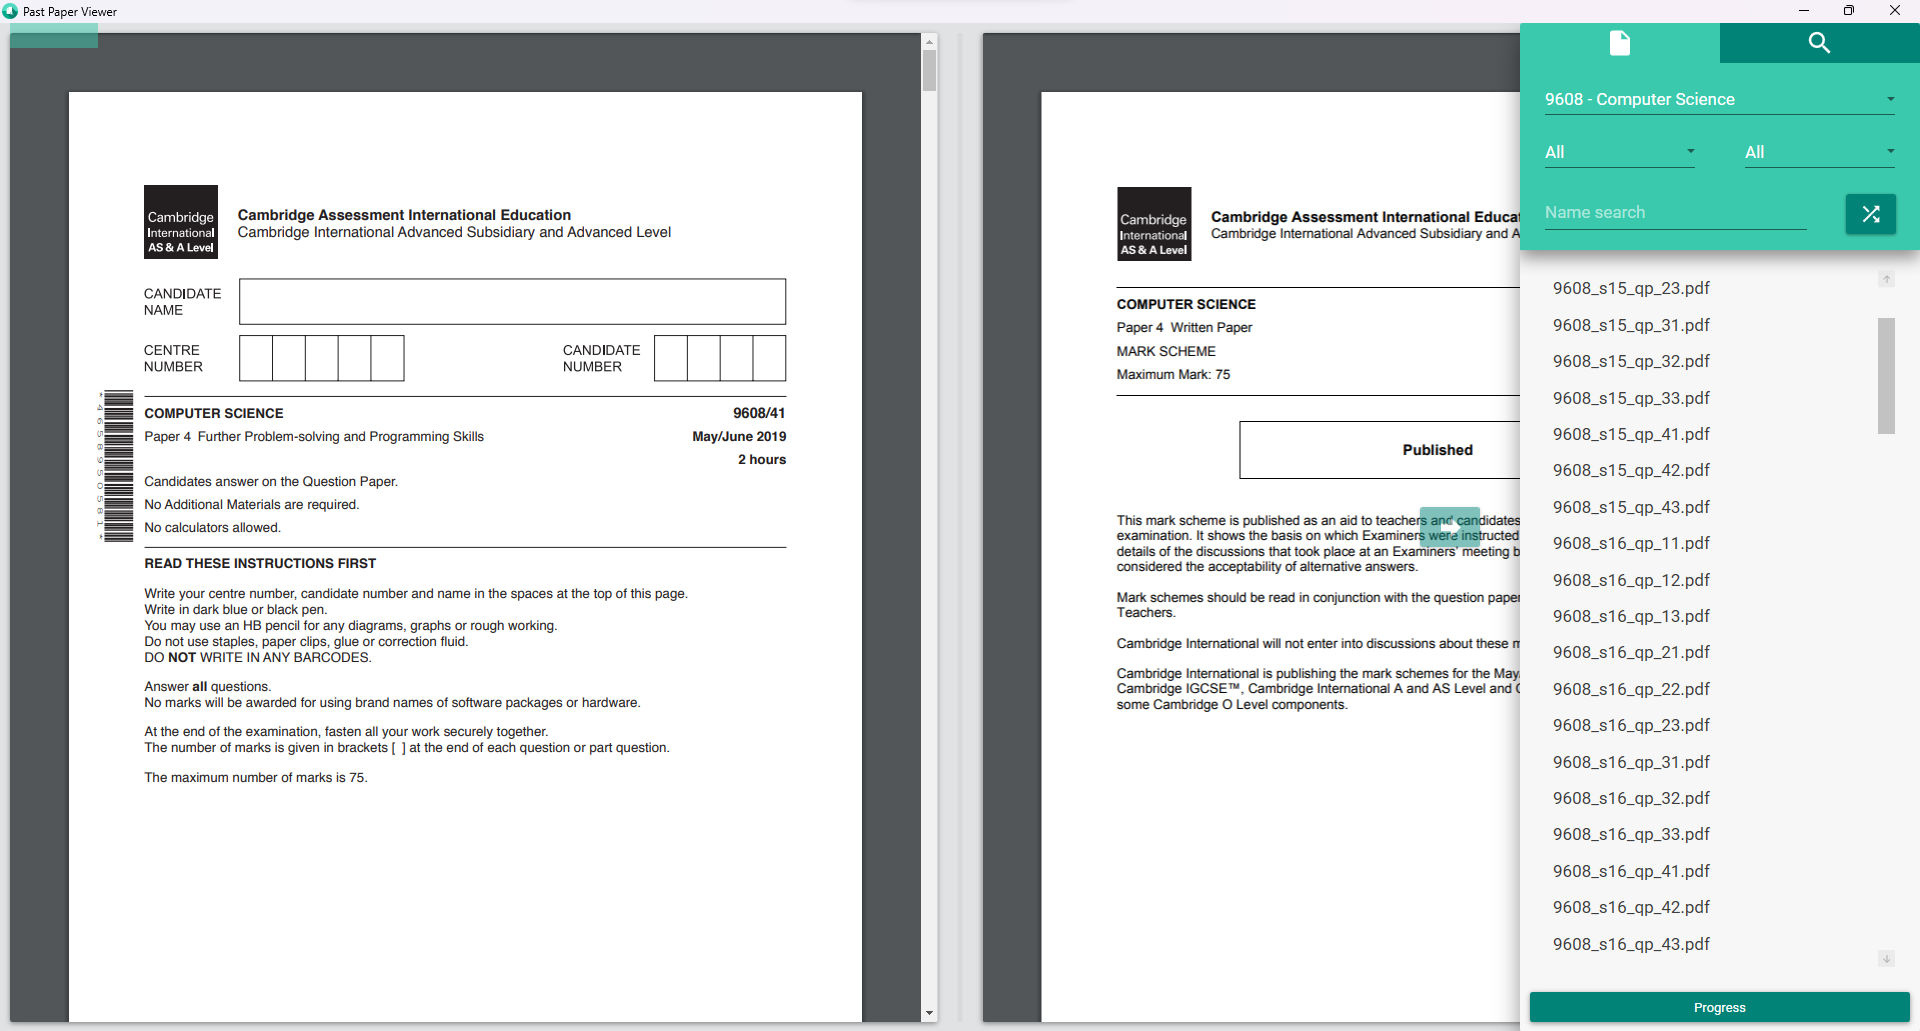 Past Paper Viewer
Cambridge
International
AS & A Level
Cambridge Assessment International Education
Cambridge International Advanced Subsidiary and Advanced Level
CANDIDATE
NAME
CENTRE
NUMBER
CANDIDATE
NUMBER
*4658950581*
COMPUTER SCIENCE 9608/41
Paper 4 Further Problem-solving and Programming Skills May/June 2019
2 hours
Candidates answer on the Question Paper.
No Additional Materials are required.
No calculators allowed.
READ THESE INSTRUCTIONS FIRST
Write your centre number, candidate number and name in the spaces at the top of this page.
Write in dark blue or black pen.
You may use an HB pencil for any diagrams, graphs or rough working.
Do not use staples, paper clips, glue or correction fluid.
DO NOT WRITE IN ANY BARCODES.
Answer all questions.
No marks will be awarded for using brand names of software packages or hardware.
At the end of the examination, fasten all your work securely together.
The number of marks is given in brackets [ ] at the end of each question or part question.
The maximum number of marks is 75.
Cambridge
International
AS & A Level
Cambridge Assessment International Educat
Cambridge International Advanced Subsidiary and A
COMPUTER SCIENCE
Paper 4 Written Paper
MARK SCHEME
Maximum Mark: 75
Published
This mark scheme is published as an aid to teachers and candidates
examination. It shows the basis on which Examiners were instructed
details of the discussions that took place at an Examiners' meeting b
considered the acceptability of alternative answers.
Mark schemes should be read in conjunction with the question paper
Teachers.
Cambridge International will not enter into discussions about these m
Cambridge International is publishing the mark schemes for the May
Cambridge IGCSE™, Cambridge International A and AS Level and C
some Cambridge O Level components.
9608 - Computer Science
All All
Name search
9608_s15_qp_23.pdf
9608_s15_qp_31.pdf
9608_s15_qp_32.pdf
9608_s15_qp_33.pdf
9608_s15_qp_41.pdf
9608_s15_qp_42.pdf
9608_s15_qp_43.pdf
9608_s16_qp_11.pdf
9608_s16_qp_12.pdf
9608_s16_qp_13.pdf
9608_s16_qp_21.pdf
9608_s16_qp_22.pdf
9608_s16_qp_23.pdf
9608_s16_qp_31.pdf
9608_s16_qp_32.pdf
9608_s16_qp_33.pdf
9608_s16_qp_41.pdf
9608_s16_qp_42.pdf
9608_s16_qp_43.pdf
Progress